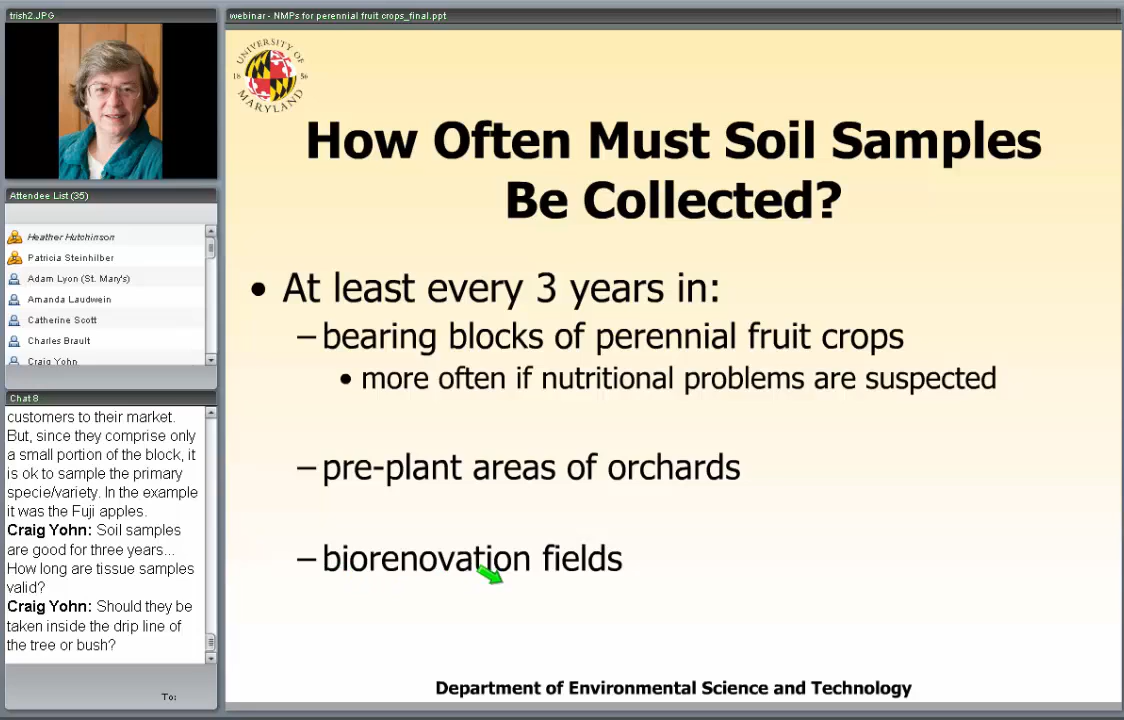 trish2.JPG
Attendee List (35)
Heather Hutchinson
Patricia Steinhilber
Adam Lyon (St. Mary's)
Amanda Laudwein
Catherine Scott
Charles Brault
Craig Yohn
Chat 8
customers to their market.
But, since they comprise only
a small portion of the block, it
is ok to sample the primary
specie/variety. In the example
it was the Fuji apples.
Craig Yohn: Soil samples
are good for three years...
How long are tissue samples
valid?
Craig Yohn: Should they be
taken inside the drip line of
the tree or bush?
To:
webinar - NMPs for perennial fruit crops_final.ppt
UNIVERSITY OF
18 56
MARYLAND
How Often Must Soil Samples
Be Collected?
• At least every 3 years in:
– bearing blocks of perennial fruit crops
• more often if nutritional problems are suspected
– pre-plant areas of orchards
– biorenovation fields
Department of Environmental Science and Technology